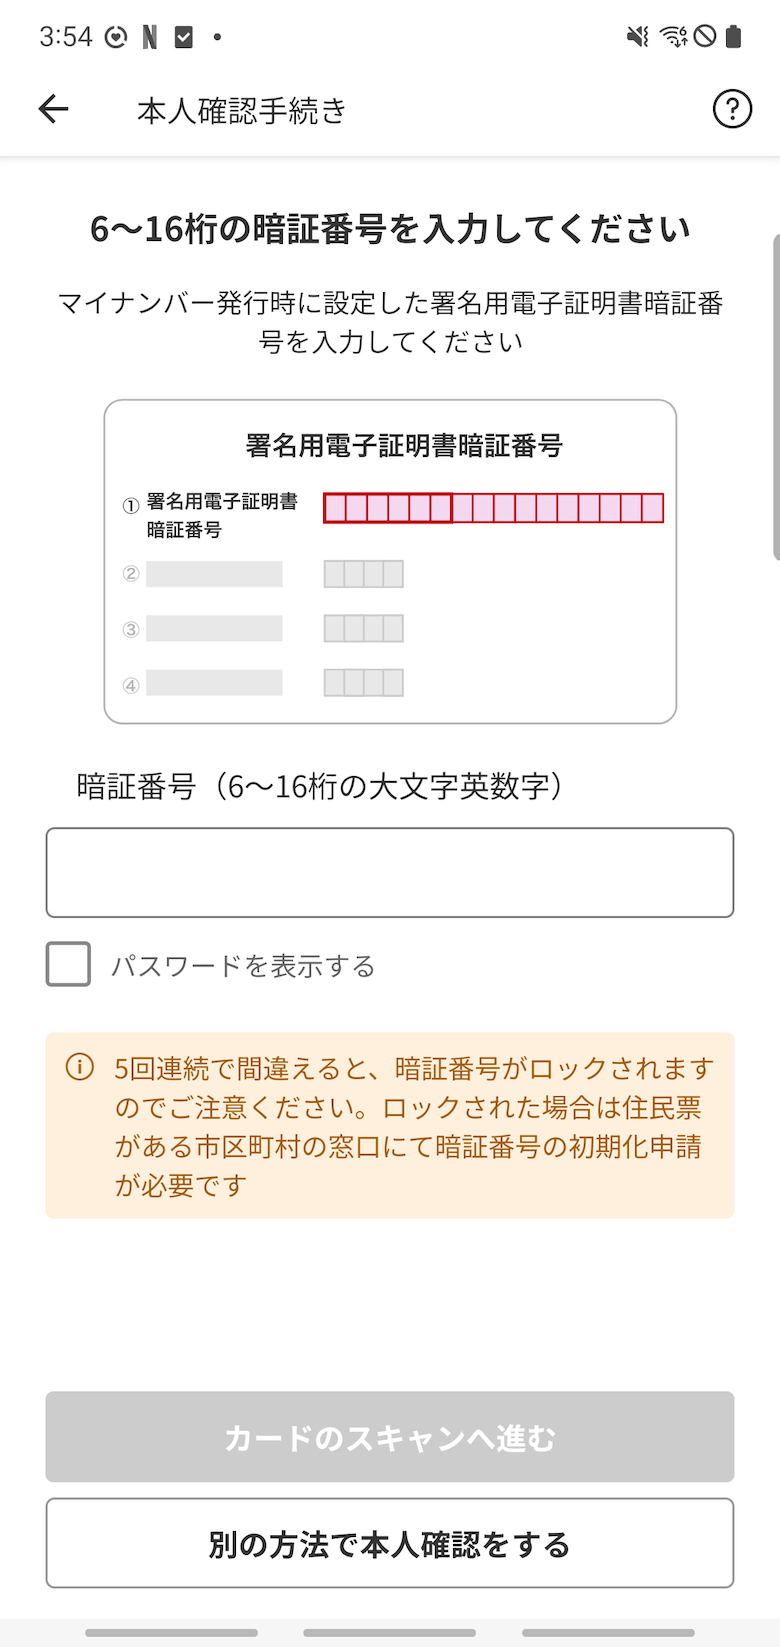 3:54
本人確認手続き
6〜16桁の暗証番号を入力してください
マイナンバー発行時に設定した署名用電子証明書暗証番
号を入力してください
署名用電子証明書暗証番号
① 署名用電子証明書
暗証番号
②
③
④
暗証番号（6〜16桁の大文字英数字）
パスワードを表示する
5回連続で間違えると、暗証番号がロックされます
のでご注意ください。ロックされた場合は住民票
がある市区町村の窓口にて暗証番号の初期化申請
が必要です
カードのスキャンへ進む
別の方法で本人確認をする